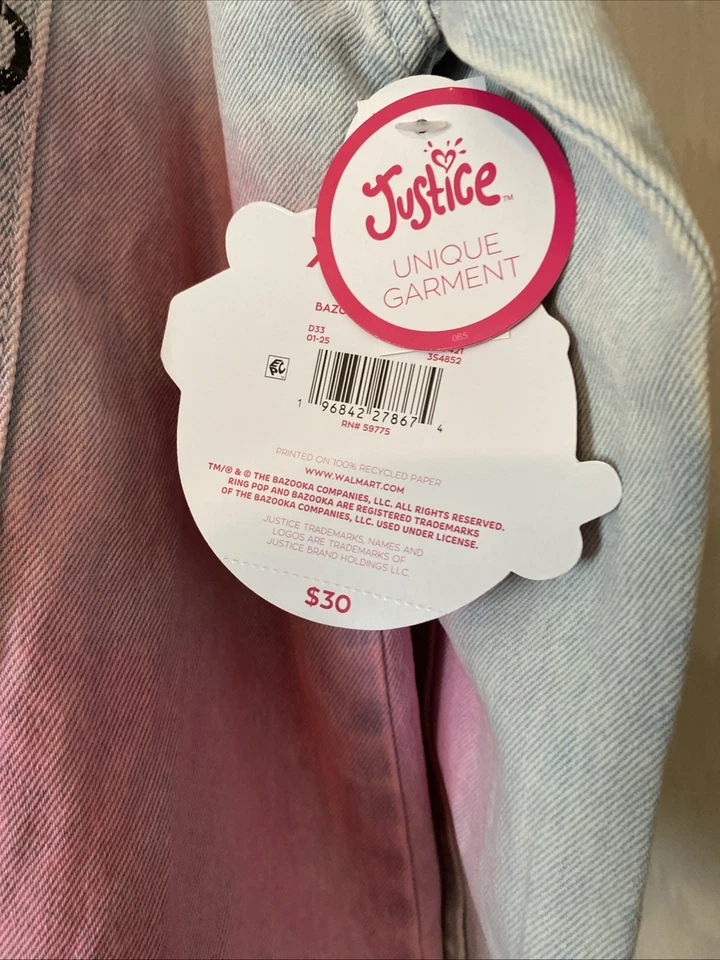 Justice™
UNIQUE
GARMENT
065
BAZO
D33
01-25
354852
1 96842 27867 4
RN# 59775
PRINTED ON 100% RECYCLED PAPER
WWW.WALMART.COM
TM/® & © THE BAZOOKA COMPANIES, LLC. ALL RIGHTS RESERVED.
RING POP AND BAZOOKA ARE REGISTERED TRADEMARKS
OF THE BAZOOKA COMPANIES, LLC. USED UNDER LICENSE.
JUSTICE TRADEMARKS, NAMES AND
LOGOS ARE TRADEMARKS OF
JUSTICE BRAND HOLDINGS LLC.
$30